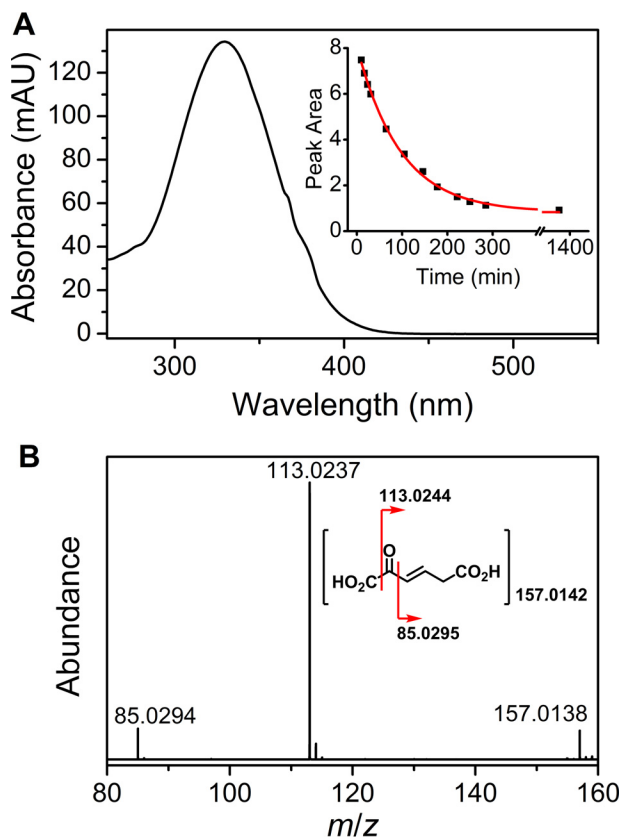 A
Absorbance (mAU)
120
100
80
60
40
20
0
300
400
500
Wavelength (nm)
Peak Area
8
6
4
2
0
0
100
200
300
1400
Time (min)
B
Abundance
113.0237
85.0294
157.0138
113.0244
O
HO2C
CO2H
157.0142
85.0295
80
100
120
140
160
m/z